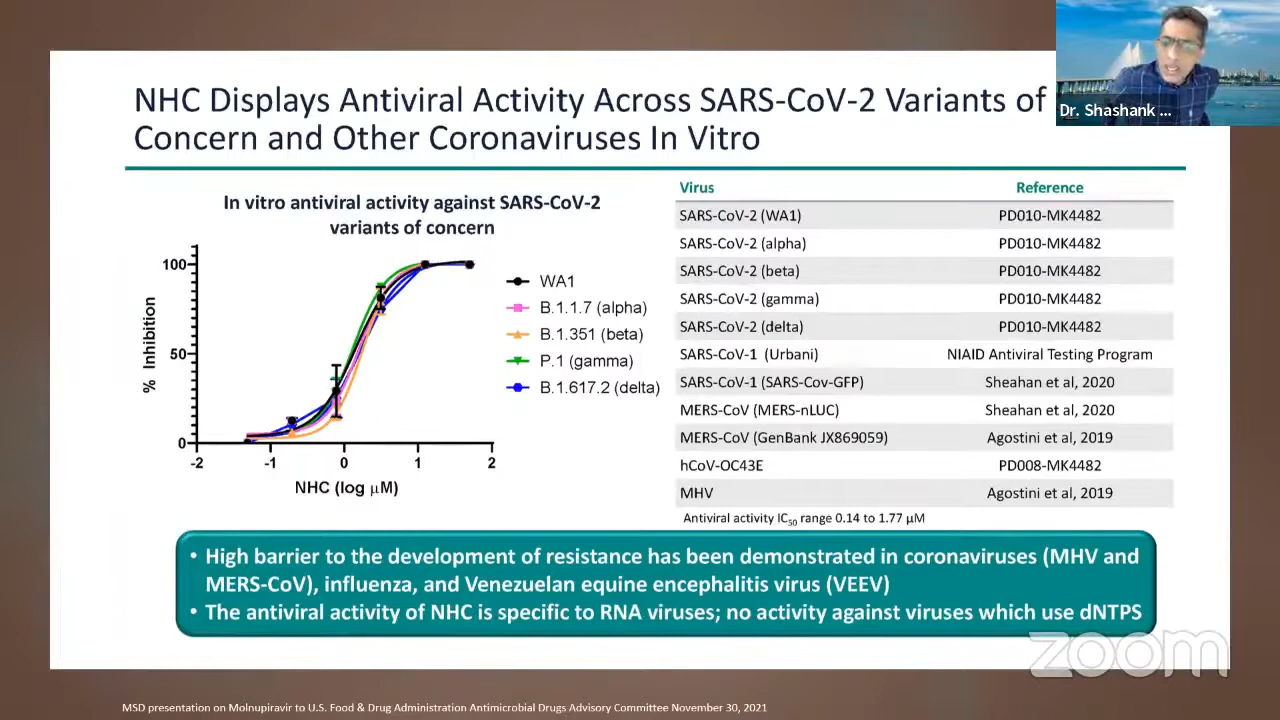 Dr. Shashank ...
NHC Displays Antiviral Activity Across SARS-CoV-2 Variants of
Concern and Other Coronaviruses In Vitro
In vitro antiviral activity against SARS-CoV-2
variants of concern
% Inhibition
100
50
0
-2 -1 0 1 2
NHC (log µM)
WA1
B.1.1.7 (alpha)
B.1.351 (beta)
P.1 (gamma)
B.1.617.2 (delta)
Virus Reference
SARS-CoV-2 (WA1) PD010-MK4482
SARS-CoV-2 (alpha) PD010-MK4482
SARS-CoV-2 (beta) PD010-MK4482
SARS-CoV-2 (gamma) PD010-MK4482
SARS-CoV-2 (delta) PD010-MK4482
SARS-CoV-1 (Urbani) NIAID Antiviral Testing Program
SARS-CoV-1 (SARS-Cov-GFP) Sheahan et al, 2020
MERS-CoV (MERS-nLUC) Sheahan et al, 2020
MERS-CoV (GenBank JX869059) Agostini et al, 2019
hCoV-OC43E PD008-MK4482
MHV Agostini et al, 2019
Antiviral activity IC50 range 0.14 to 1.77 µM
• High barrier to the development of resistance has been demonstrated in coronaviruses (MHV and
MERS-CoV), influenza, and Venezuelan equine encephalitis virus (VEEV)
• The antiviral activity of NHC is specific to RNA viruses; no activity against viruses which use dNTPS
zoom
MSD presentation on Molnupiravir to U.S. Food & Drug Administration Antimicrobial Drugs Advisory Committee November 30, 2021